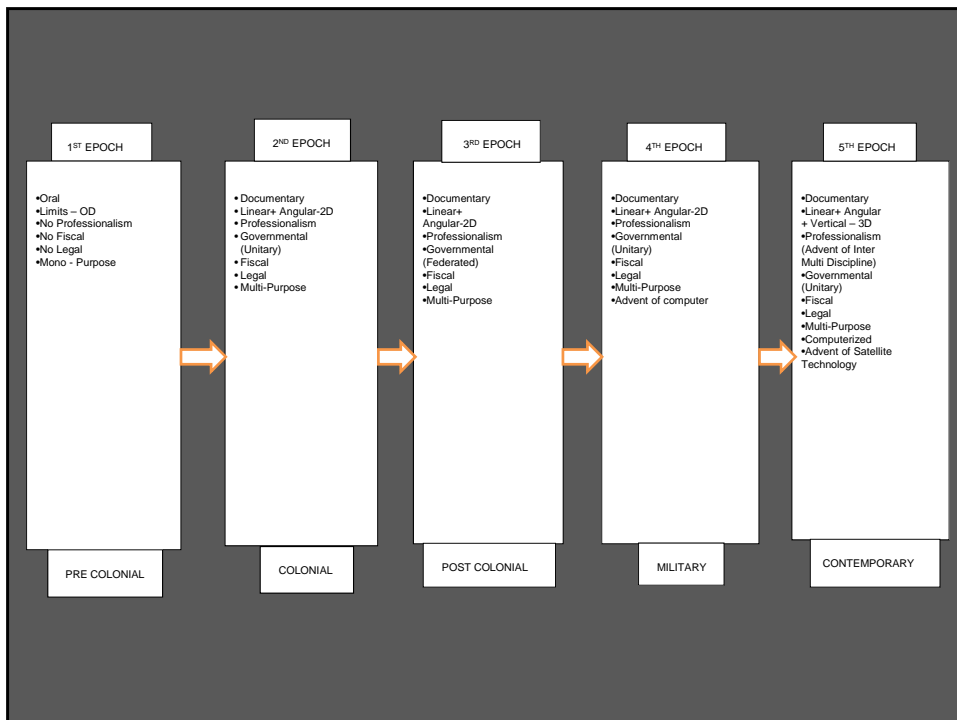 1ST EPOCH
•Oral
•Limits – OD
•No Professionalism
•No Fiscal
•No Legal
•Mono - Purpose
PRE COLONIAL
2ND EPOCH
• Documentary
• Linear+ Angular-2D
• Professionalism
• Governmental
(Unitary)
• Fiscal
• Legal
• Multi-Purpose
COLONIAL
3RD EPOCH
•Documentary
•Linear+
Angular-2D
•Professionalism
•Governmental
(Federated)
•Fiscal
•Legal
•Multi-Purpose
POST COLONIAL
4TH EPOCH
•Documentary
•Linear+ Angular-2D
•Professionalism
•Governmental
(Unitary)
•Fiscal
•Legal
•Multi-Purpose
•Advent of computer
MILITARY
5TH EPOCH
•Documentary
•Linear+ Angular
+ Vertical – 3D
•Professionalism
(Advent of Inter
Multi Discipline)
•Governmental
(Unitary)
•Fiscal
•Legal
•Multi-Purpose
•Computerized
•Advent of Satellite
Technology
CONTEMPORARY